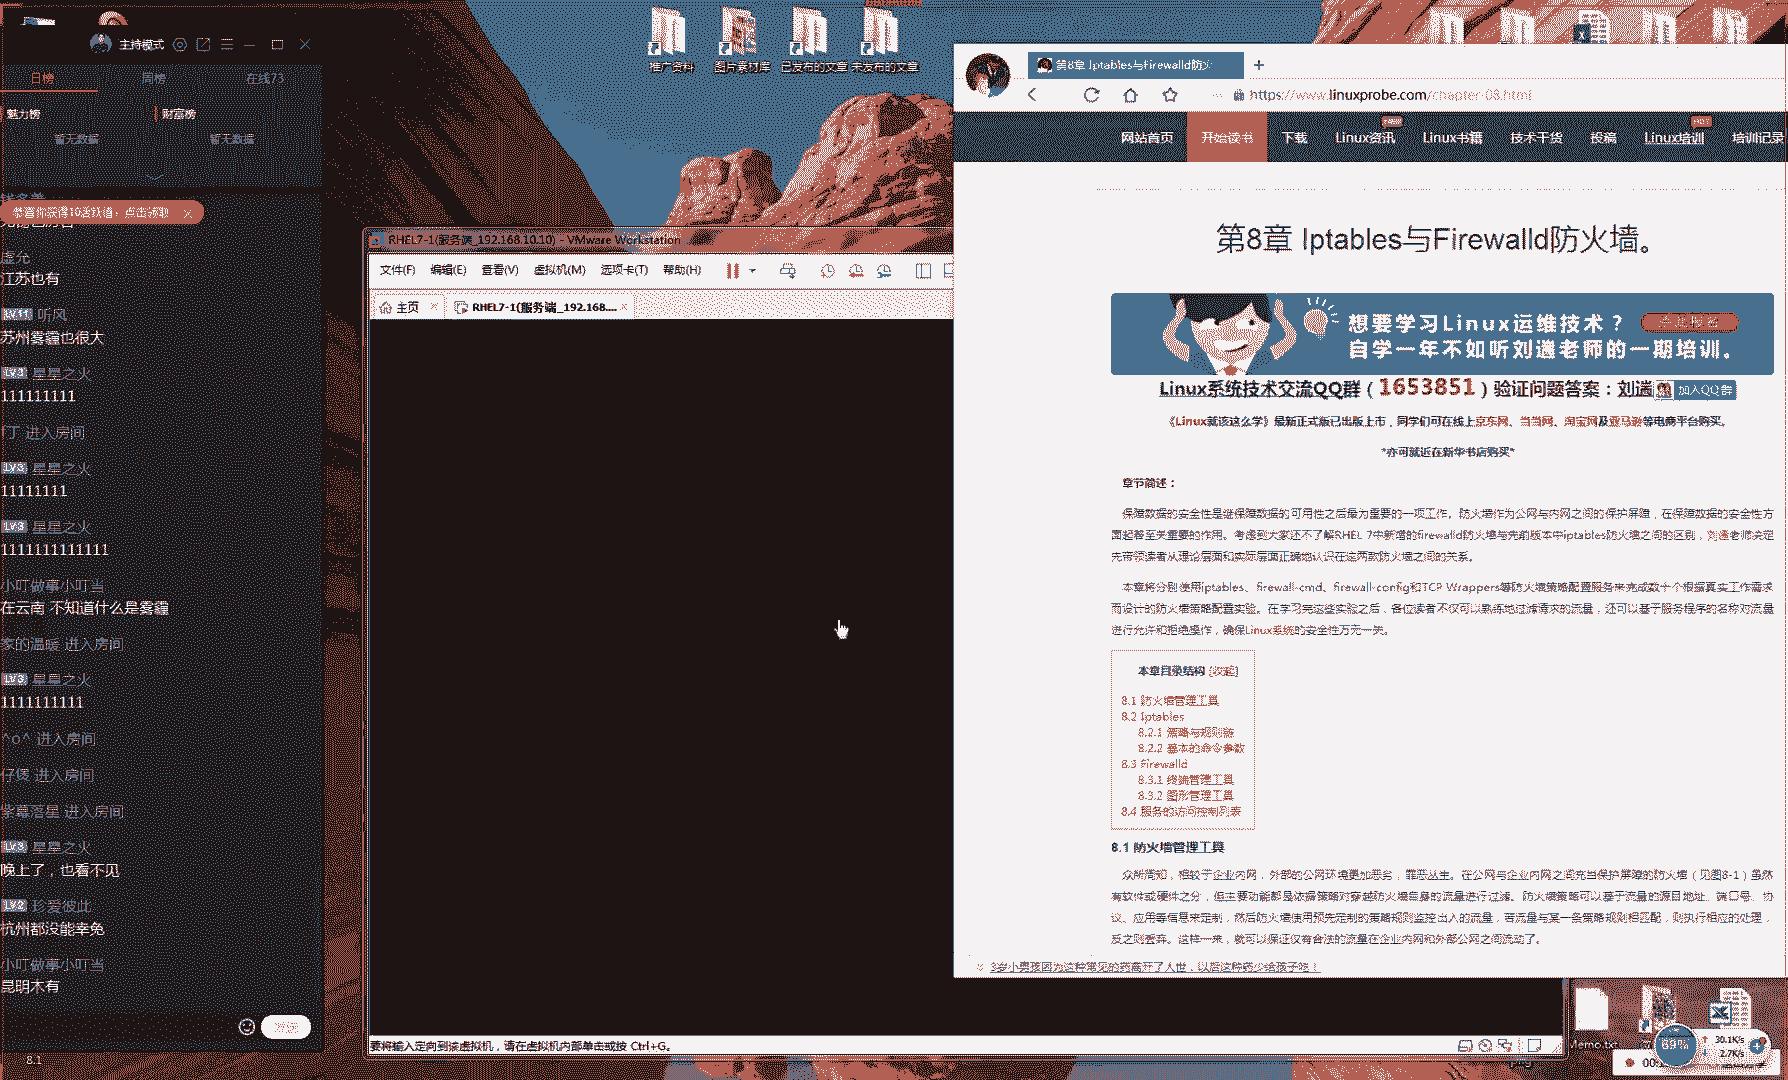 主持模式
日榜
周榜
在线73
魅力榜
财富榜
暂无数据
暂无数据
点击领取
虚允
江苏也有
LV.11 听风
苏州雾霾也很大
LV.3 星星之火
111111111
丁 进入房间
LV.3 星星之火
11111111
LV.3 星星之火
1111111111111
小叮做事小叮当
在云南 不知道什么是雾霾
家的温暖 进入房间
LV.3 星星之火
1111111111
^o^ 进入房间
仔煲 进入房间
紫幕落星 进入房间
LV.3 星星之火
晚上了，也看不见
LV.2 珍爱彼此
杭州都没能幸免
小叮做事小叮当
昆明木有
发送
8.1
推广资料
图片素材库
已发布的文章
未发布的文章
RHEL7-1(服务端_192.168.10.10) - VMware Workstation
文件(F) 编辑(E) 查看(V) 虚拟机(M) 选项卡(T) 帮助(H)
主页
RHEL7-1(服务端_192.168....
要将输入定向到该虚拟机，请在虚拟机内部单击或按 Ctrl+G。
第8章 Iptables与Firewalld防火
https://www.linuxprobe.com/chapter-08.html
网站首页 开始读书 下载 Linux资讯 Linux书籍 技术干货 投稿 Linux培训 培训记录
第8章 Iptables与Firewalld防火墙。
想要学习Linux运维技术？
自学一年不如听刘遄老师的一期培训。
Linux系统技术交流QQ群（1653851）验证问题答案：刘遄 加入QQ群
《Linux就该这么学》最新正式版已出版上市，同学们可在线上京东网、当当网、淘宝网及亚马逊等电商平台购买。
*亦可就近在新华书店购买*
章节简述：
保障数据的安全性是继保障数据的可用性之后最为重要的一项工作。防火墙作为公网与内网之间的保护屏障，在保障数据的安全性方
面起着至关重要的作用。考虑到大家还不了解RHEL 7中新增的firewalld防火墙与先前版本中iptables防火墙之间的区别，刘遄老师决定
先带领读者从理论层面和实际层面正确地认识在这两款防火墙之间的关系。
本章将分别使用iptables、firewall-cmd、firewall-config和TCP Wrappers等防火墙策略配置服务来完成数十个根据真实工作需求
而设计的防火墙策略配置实验。在学习完这些实验之后，各位读者不仅可以熟练地过滤请求的流量，还可以基于服务程序的名称对流量
进行允许和拒绝操作，确保Linux系统的安全性万无一失。
本章目录结构 [收起]
8.1 防火墙管理工具
8.2 Iptables
8.2.1 策略与规则链
8.2.2 基本的命令参数
8.3 Firewalld
8.3.1 终端管理工具
8.3.2 图形管理工具
8.4 服务的访问控制列表
8.1 防火墙管理工具
众所周知，相较于企业内网，外部的公网环境更加恶劣，罪恶丛生。在公网与企业内网之间充当保护屏障的防火墙（见图8-1）虽然
有软件或硬件之分，但主要功能都是依据策略对穿越防火墙自身的流量进行过滤。防火墙策略可以基于流量的源目地址、端口号、协
议、应用等信息来定制，然后防火墙使用预先定制的策略规则监控出入的流量，若流量与某一条策略规则相匹配，则执行相应的处理，
反之则丢弃。这样一来，就可以保证仅有合法的流量在企业内网和外部公网之间流动了。
Memo.txt
69%
30.1K/s
2.7K/s